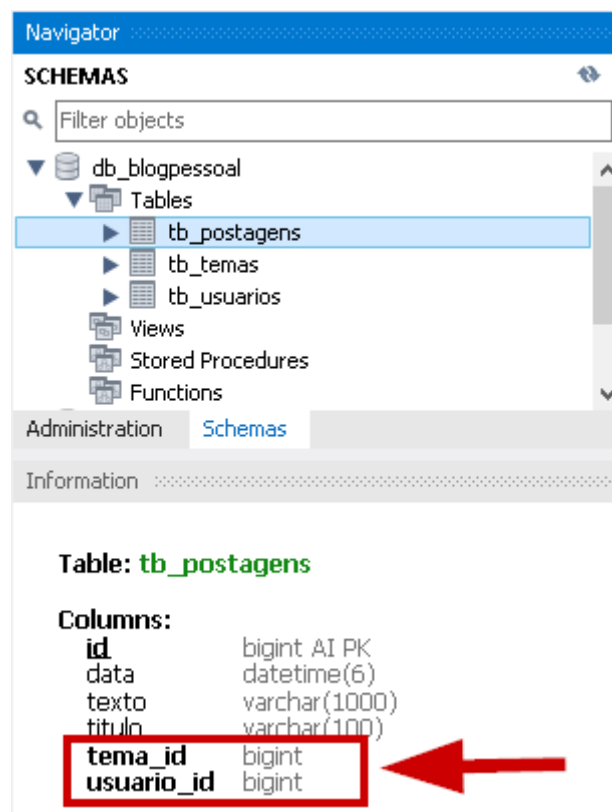 Navigator
SCHEMAS
Filter objects
db_blogpessoal
Tables
tb_postagens
tb_temas
tb_usuarios
Views
Stored Procedures
Functions
Administration Schemas
Information
Table: tb_postagens
Columns:
id bigint AI PK
data datetime(6)
texto varchar(1000)
titulo varchar(100)
tema_id bigint
usuario_id bigint